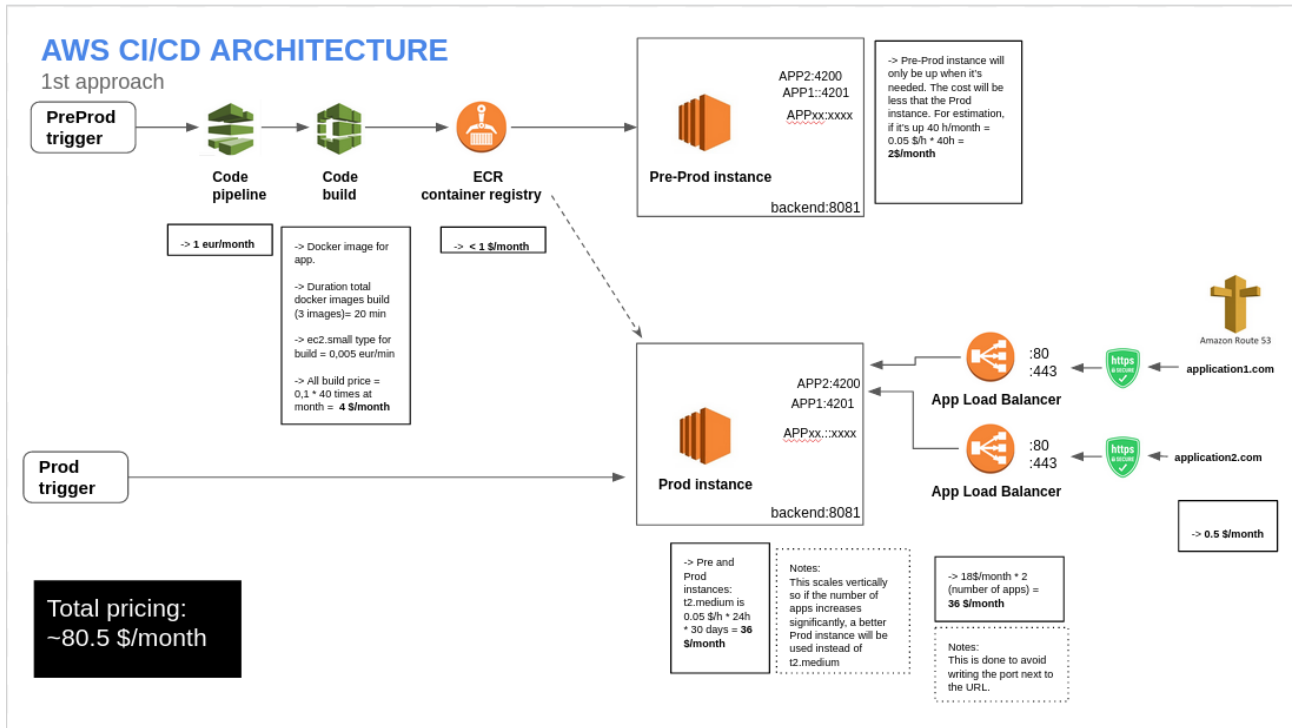 AWS CI/CD ARCHITECTURE
1st approach
PreProd
trigger
Code
pipeline
Code
build
ECR
container registry
-> 1 eur/month
-> Docker image for
app.
-> Duration total
docker images build
(3 images)= 20 min
-> ec2.small type for
build = 0,005 eur/min
-> All build price =
0,1 * 40 times at
month = 4 $/month
-> < 1 $/month
APP2:4200
APP1::4201
APPxx:xxxx
Pre-Prod instance
backend:8081
-> Pre-Prod instance will
only be up when it's
needed. The cost will be
less that the Prod
instance. For estimation,
if it's up 40 h/month =
0.05 $/h * 40h =
2$/month
Prod
trigger
APP2:4200
APP1:4201
APPxx.::xxxx
Prod instance
backend:8081
:80
:443
App Load Balancer
https
SECURE
application1.com
Amazon Route 53
:80
:443
App Load Balancer
https
SECURE
application2.com
-> 0.5 $/month
-> Pre and
Prod
instances:
t2.medium is
0.05 $/h * 24h
* 30 days = 36
$/month
Notes:
This scales vertically
so if the number of
apps increases
significantly, a better
Prod instance will be
used instead of
t2.medium
-> 18$/month * 2
(number of apps) =
36 $/month
Notes:
This is done to avoid
writing the port next to
the URL.
Total pricing:
~80.5 $/month